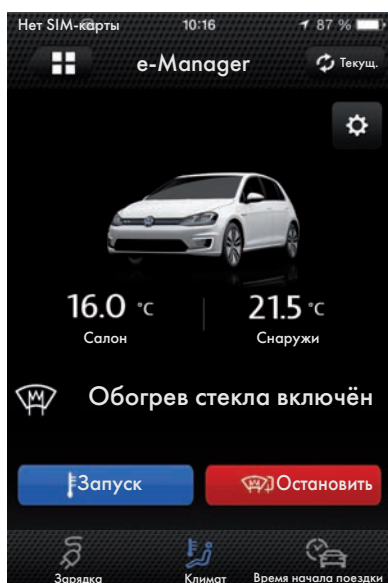 Нет SIM-карты 10:16 87 %
e-Manager Текущ.
16.0 °C 21.5 °C
Салон Снаружи
Обогрев стекла включён
Запуск Остановить
Зарядка Климат Время начала поездки